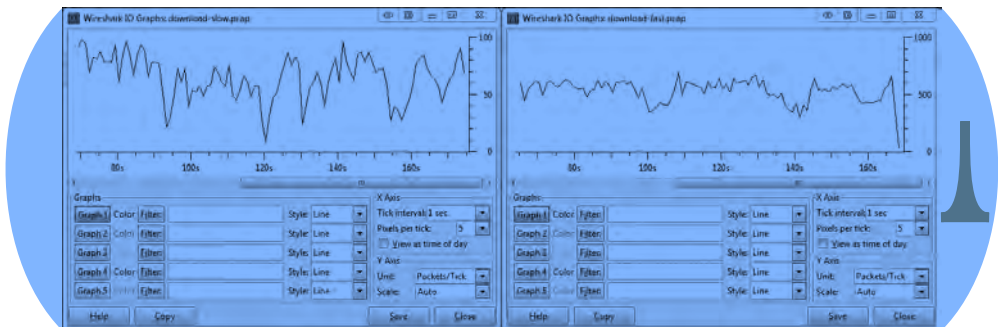 Wireshark IO Graphs: download-slow.pcap
100
50
0
80s 100s 120s 140s 160s
Graphs
Graph 1 Color Filter: Style: Line
Graph 2 Color Filter: Style: Line
Graph 3 Filter: Style: Line
Graph 4 Color Filter: Style: Line
Graph 5 Color Filter: Style: Line
X Axis
Tick interval: 1 sec
Pixels per tick: 5
View as time of day
Y Axis
Unit: Packets/Tick
Scale: Auto
Help Copy Save Close
Wireshark IO Graphs: download-fast.pcap
1000
500
0
80s 100s 120s 140s 160s
Graphs
Graph 1 Color Filter: Style: Line
Graph 2 Color Filter: Style: Line
Graph 3 Filter: Style: Line
Graph 4 Color Filter: Style: Line
Graph 5 Color Filter: Style: Line
X Axis
Tick interval: 1 sec
Pixels per tick: 5
View as time of day
Y Axis
Unit: Packets/Tick
Scale: Auto
Help Copy Save Close